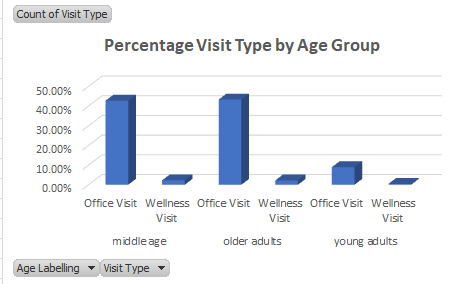 Count of Visit Type
Percentage Visit Type by Age Group
50.00%
40.00%
30.00%
20.00%
10.00%
0.00%
Office Visit Wellness Visit Office Visit Wellness Visit Office Visit Wellness Visit
middle age older adults young adults
Age Labelling Visit Type